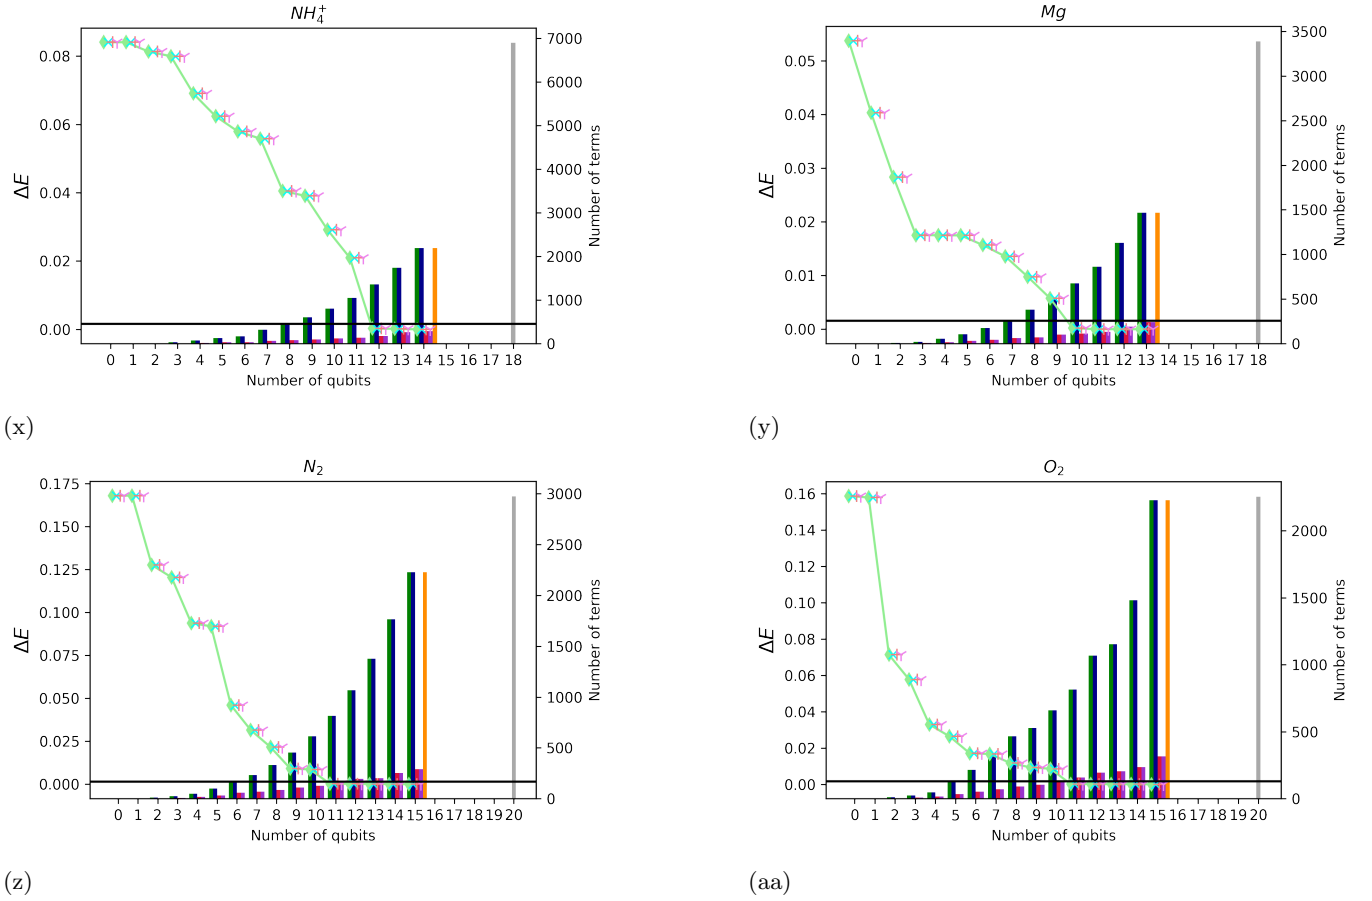 NH₄⁺
ΔE
0.08
0.06
0.04
0.02
0.00
7000
6000
5000
4000
3000
2000
1000
0
Number of terms
0 1 2 3 4 5 6 7 8 9 10 11 12 13 14 15 16 17 18
Number of qubits
(x)
Mg
ΔE
0.05
0.04
0.03
0.02
0.01
0.00
3500
3000
2500
2000
1500
1000
500
0
Number of terms
0 1 2 3 4 5 6 7 8 9 10 11 12 13 14 15 16 17 18
Number of qubits
(y)
N₂
ΔE
0.175
0.150
0.125
0.100
0.075
0.050
0.025
0.000
3000
2500
2000
1500
1000
500
0
Number of terms
0 1 2 3 4 5 6 7 8 9 10 11 12 13 14 15 16 17 18 19 20
Number of qubits
(z)
O₂
ΔE
0.16
0.14
0.12
0.10
0.08
0.06
0.04
0.02
0.00
2000
1500
1000
500
0
Number of terms
0 1 2 3 4 5 6 7 8 9 10 11 12 13 14 15 16 17 18 19 20
Number of qubits
(aa)